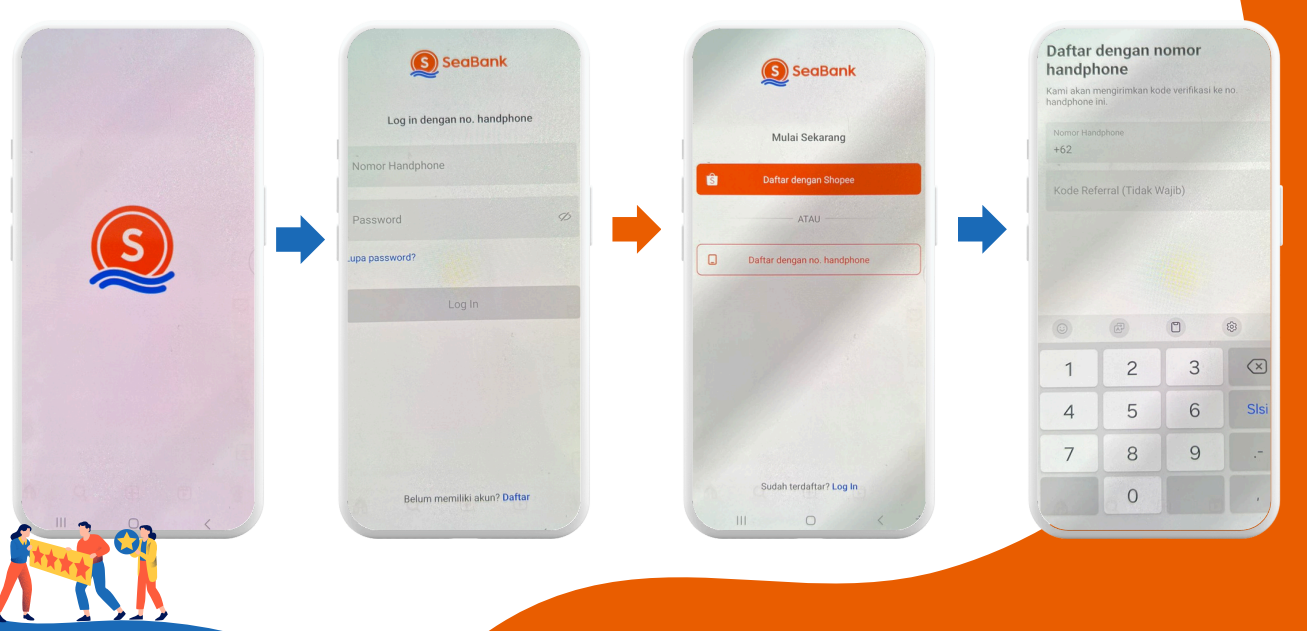 S
S SeaBank
Log in dengan no. handphone
Nomor Handphone
Password
upa password?
Log In
Belum memiliki akun? Daftar
S SeaBank
Mulai Sekarang
S Daftar dengan Shopee
ATAU
Daftar dengan no. handphone
Sudah terdaftar? Log In
Daftar dengan nomor
handphone
Kami akan mengirimkan kode verifikasi ke no.
handphone ini.
Nomor Handphone
+62
Kode Referral (Tidak Wajib)
1 2 3
4 5 6 Slsi
7 8 9 .-
0 ,